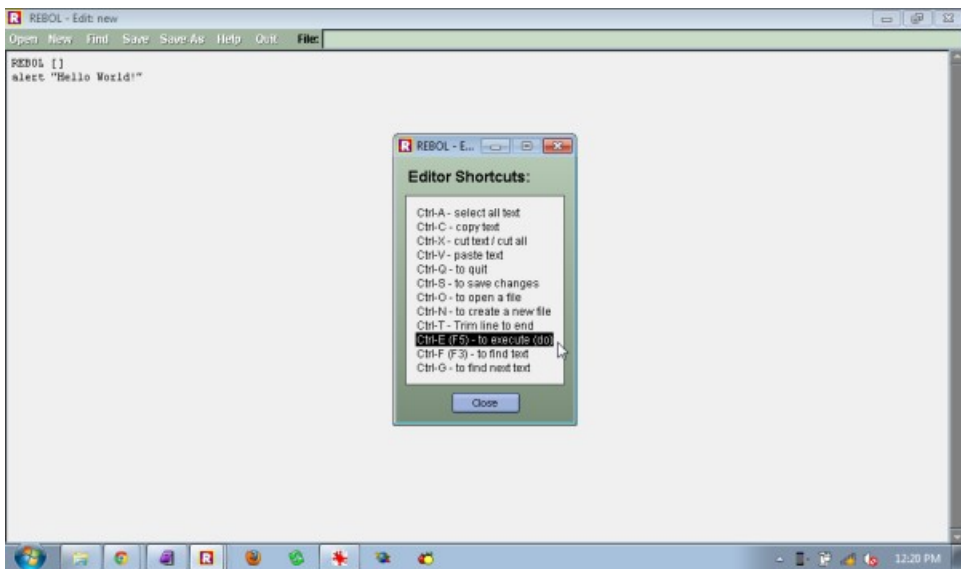 REBOL - Edit: new
Open New Find Save Save-As Help Quit File:
REBOL []
alert "Hello World!"
REBOL - E...
Editor Shortcuts:
Ctrl-A - select all text
Ctrl-C - copy text
Ctrl-X - cut text / cut all
Ctrl-V - paste text
Ctrl-Q - to quit
Ctrl-S - to save changes
Ctrl-O - to open a file
Ctrl-N - to create a new file
Ctrl-T - Trim line to end
Ctrl-E (F5) - to execute (do)
Ctrl-F (F3) - to find text
Ctrl-G - to find next text
Close
12:20 PM